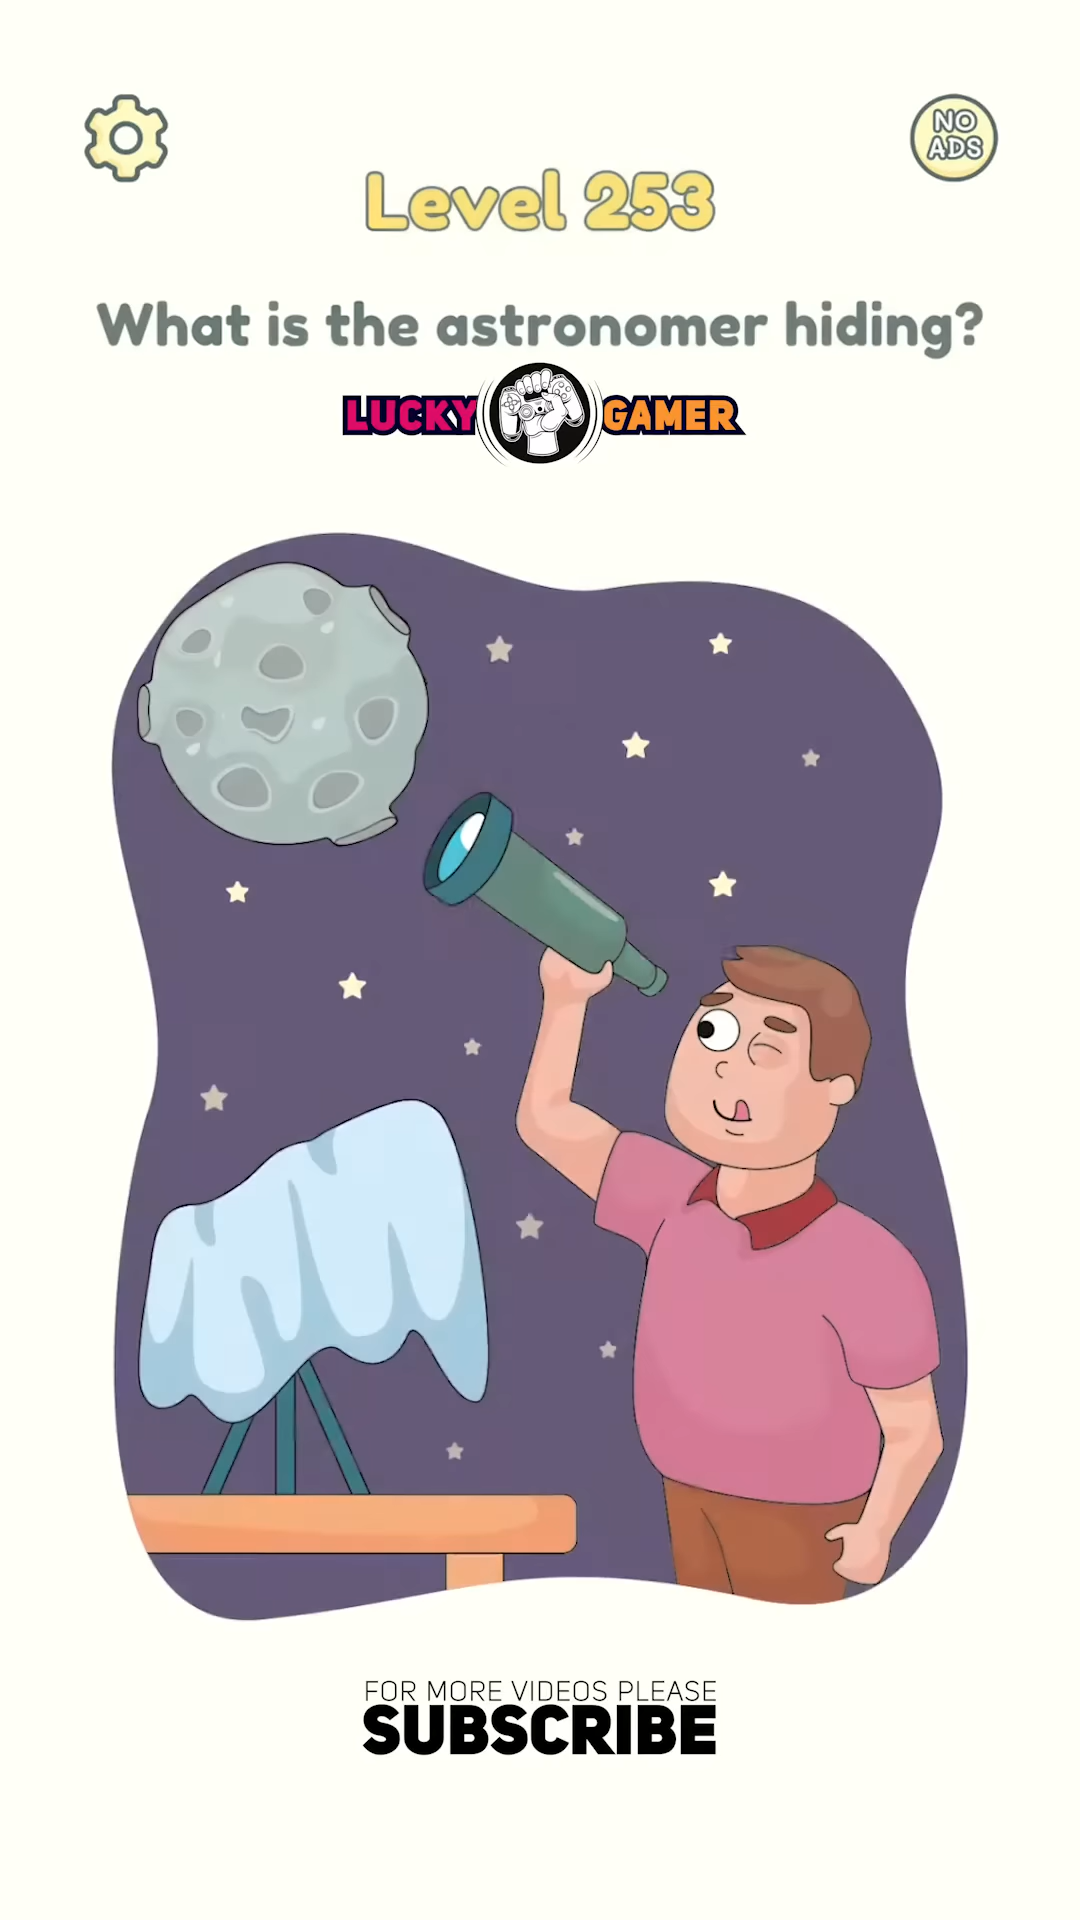 NO
ADS
Level 253
What is the astronomer hiding?
LUCKY GAMER
FOR MORE VIDEOS PLEASE
SUBSCRIBE